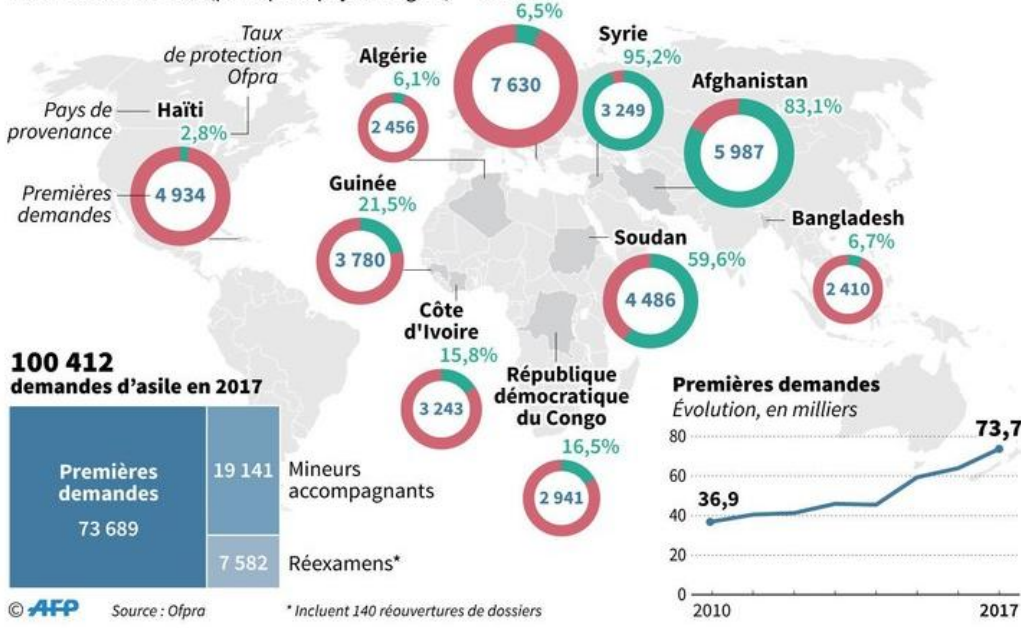 6,5%
Taux
de protection
Ofpra
Algérie
6,1%
2 456
7 630
Syrie
95,2%
3 249
Afghanistan
83,1%
5 987
Pays de
provenance
Haïti
2,8%
Premières
demandes
4 934
Guinée
21,5%
3 780
Soudan
59,6%
4 486
Bangladesh
6,7%
2 410
Côte
d'Ivoire
15,8%
3 243
République
démocratique
du Congo
16,5%
2 941
100 412
demandes d'asile en 2017
Premières
demandes
73 689
19 141
Mineurs
accompagnants
7 582
Réexamens*
Premières demandes
Évolution, en milliers
80
60
40
20
0
36,9
73,7
2010
2017
© AFP
Source : Ofpra
* Incluent 140 réouvertures de dossiers